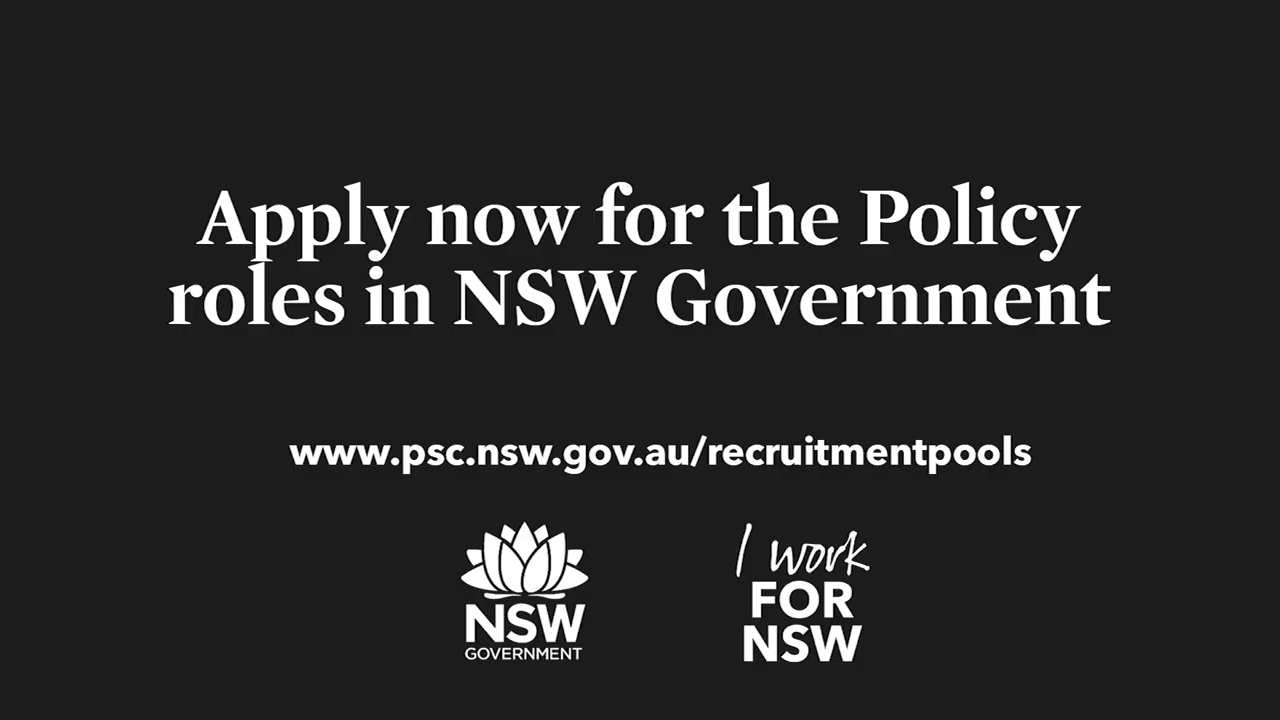 Apply now for the Policy
roles in NSW Government
www.psc.nsw.gov.au/recruitmentpools
NSW
GOVERNMENT
I work
FOR
NSW